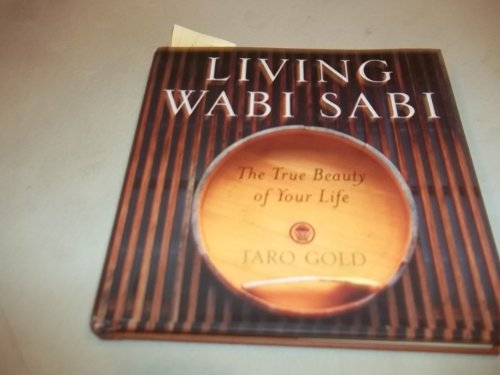 LIVING
WABI SABI
The True Beauty
of Your Life
TARO GOLD